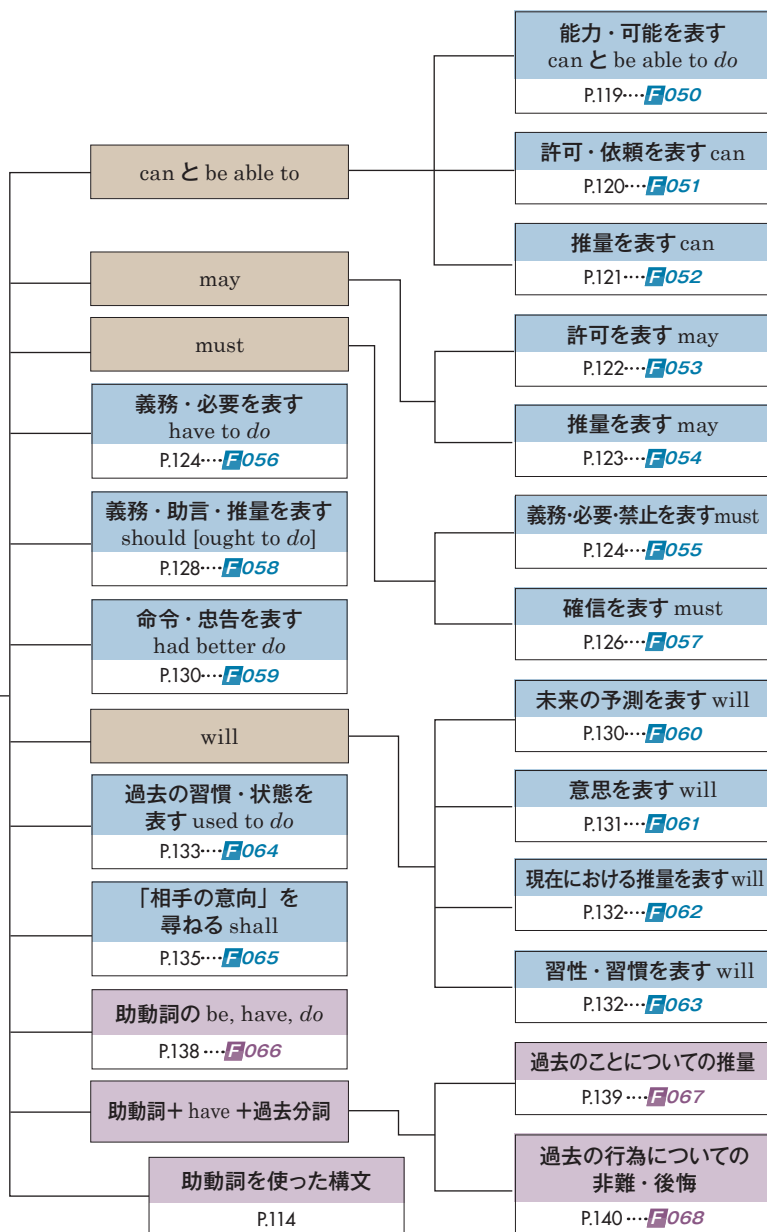 can と be able to
能力・可能を表す
can と be able to do
P.119····F050
許可・依頼を表す can
P.120····F051
推量を表す can
P.121····F052
may
許可を表す may
P.122····F053
推量を表す may
P.123····F054
must
義務・必要・禁止を表すmust
P.124····F055
確信を表す must
P.126····F057
義務・必要を表す
have to do
P.124····F056
義務・助言・推量を表す
should [ought to do]
P.128····F058
命令・忠告を表す
had better do
P.130····F059
will
未来の予測を表す will
P.130····F060
意思を表す will
P.131····F061
現在における推量を表す will
P.132····F062
習性・習慣を表す will
P.132····F063
過去の習慣・状態を
表す used to do
P.133····F064
「相手の意向」を
尋ねる shall
P.135····F065
助動詞の be, have, do
P.138 ····F066
助動詞+ have +過去分詞
過去のことについての推量
P.139 ····F067
過去の行為についての
非難・後悔
P.140 ····F068
助動詞を使った構文
P.114